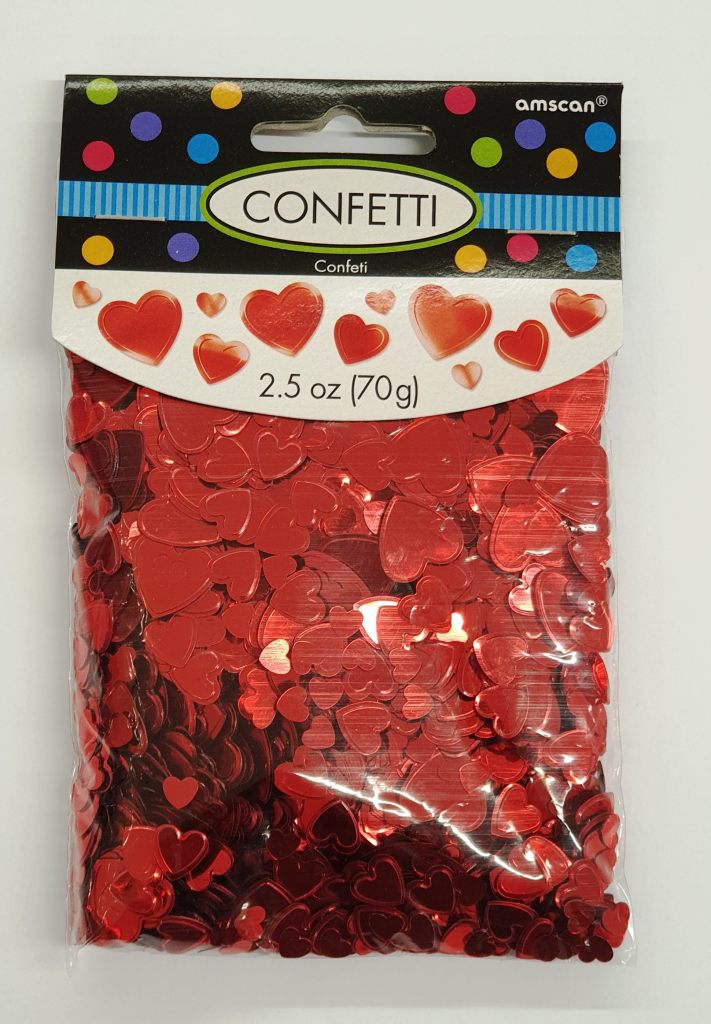 amscan®
CONFETTI
Confeti
2.5 oz (70g)